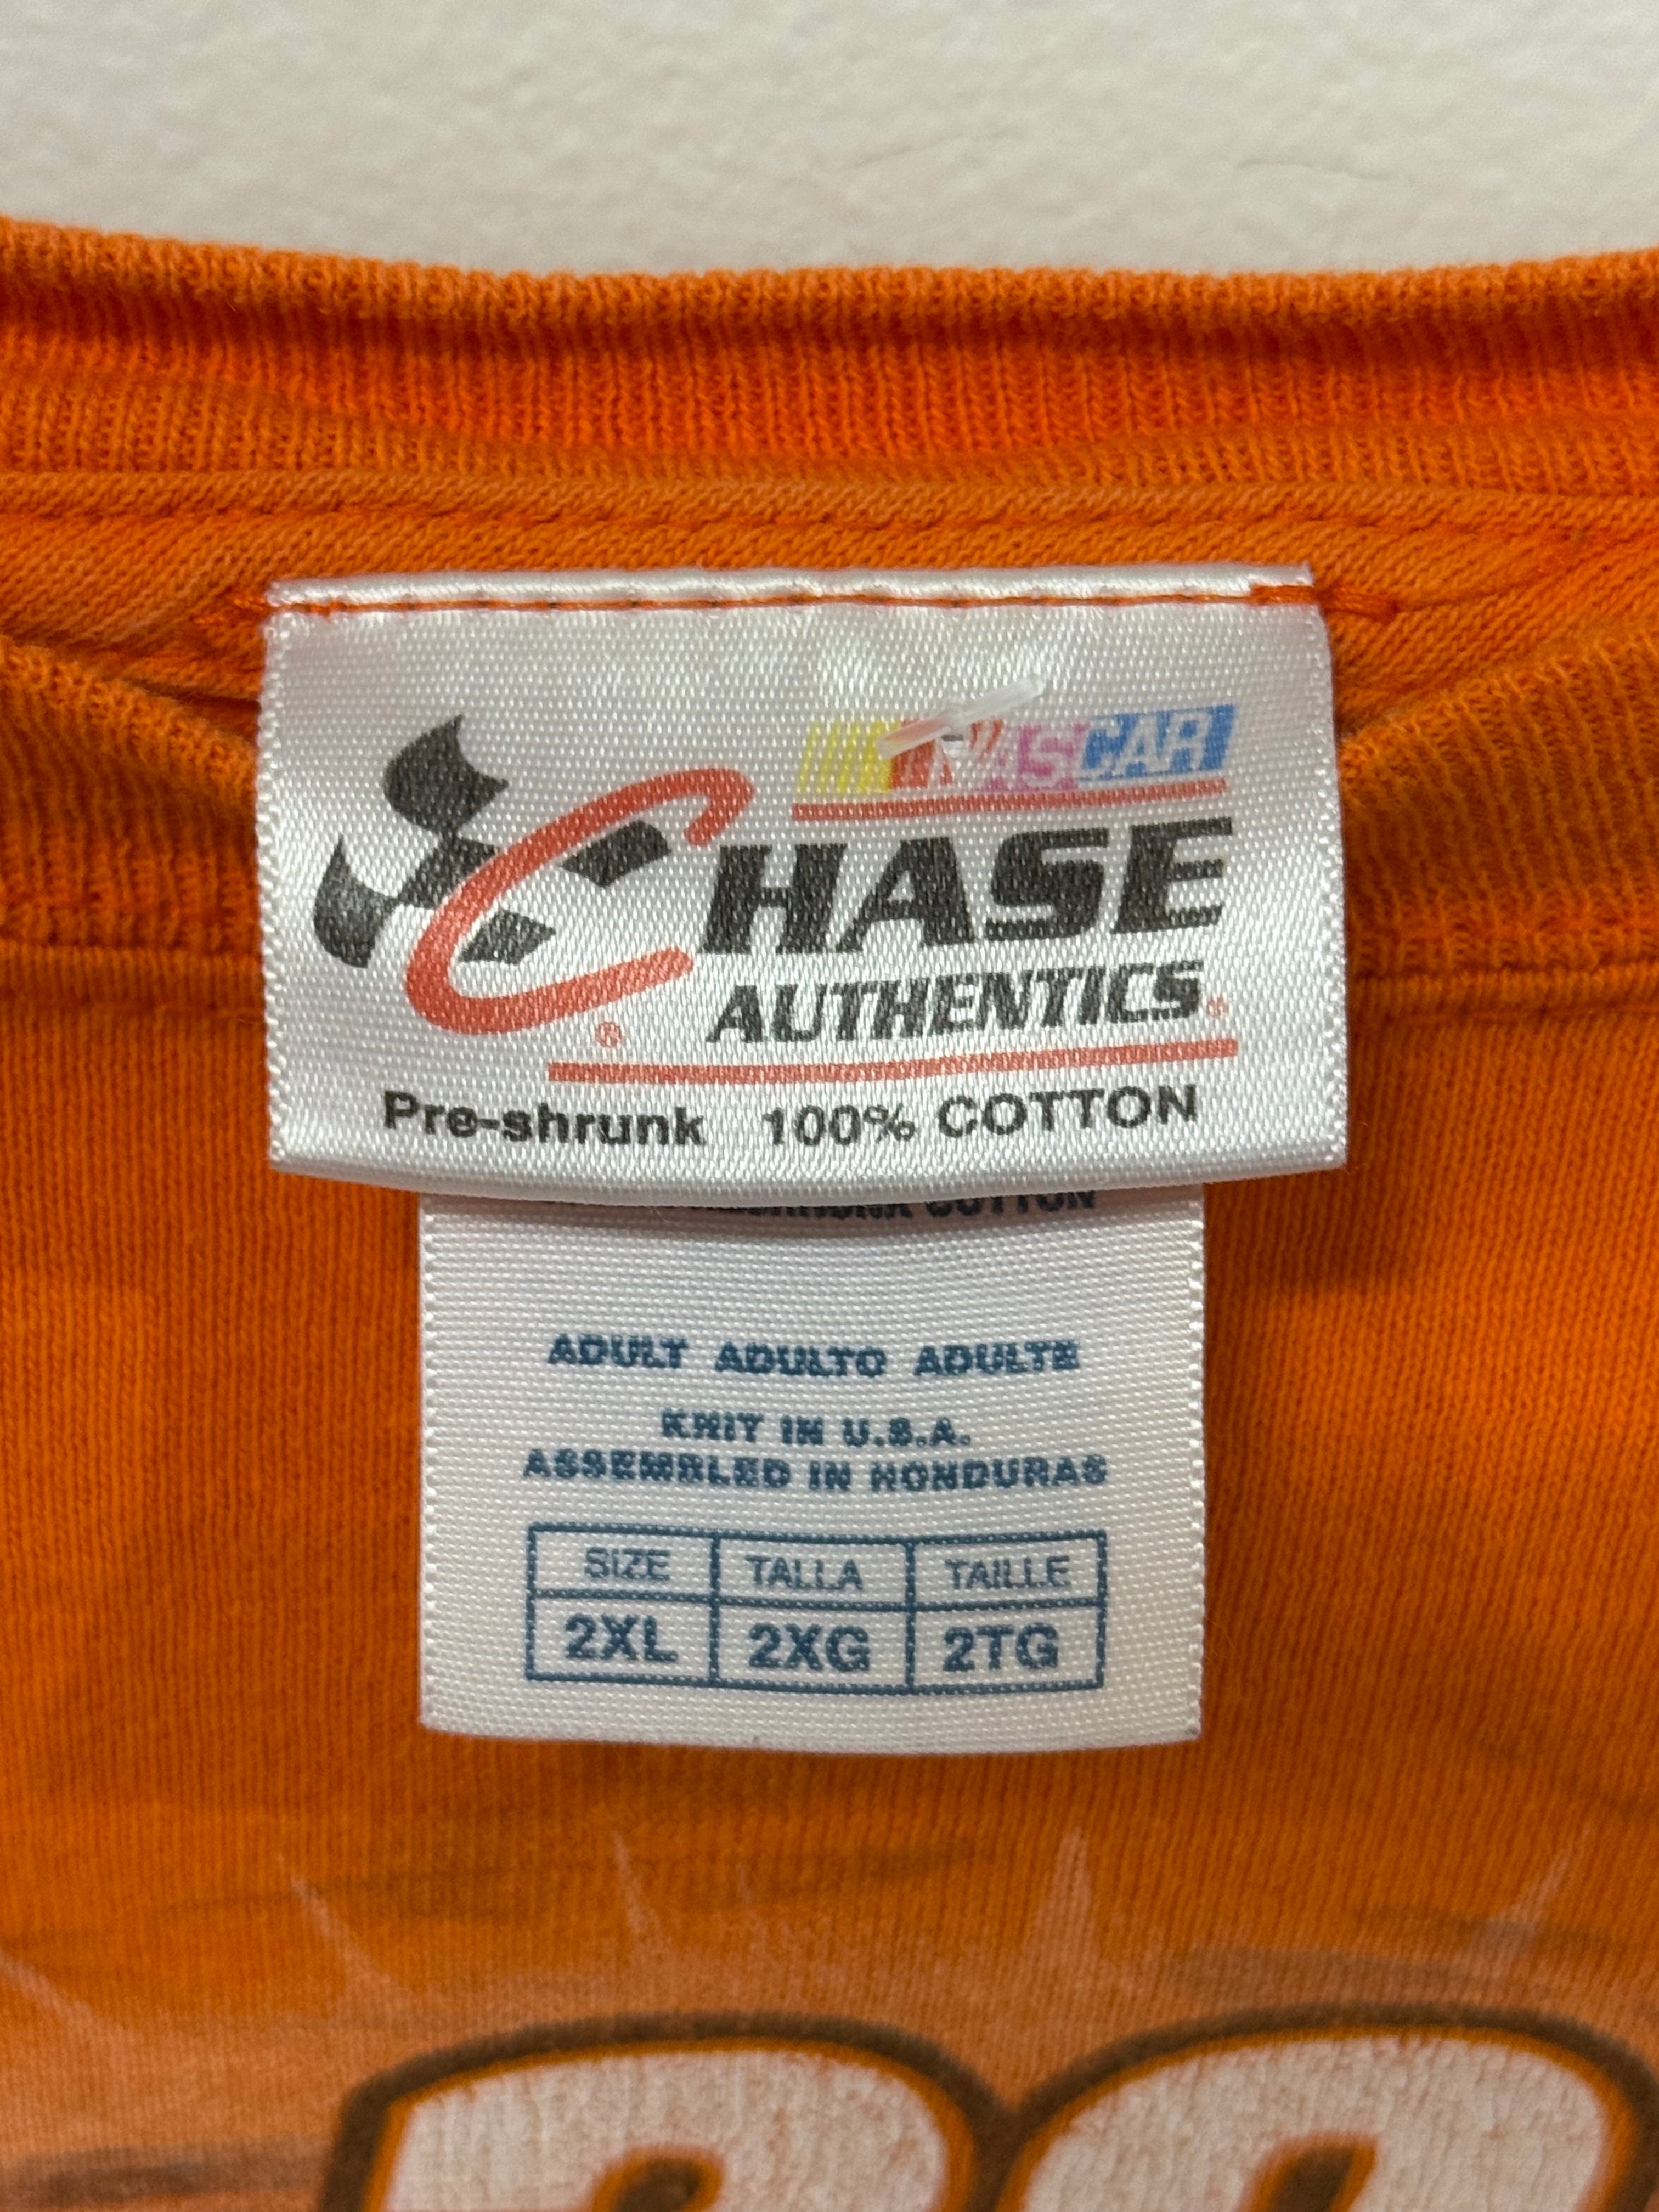 NASCAR
CHASE
AUTHENTICS®
®
Pre-shrunk 100% COTTON
COTTON
ADULT ADULTO ADULTE
KNIT IN U.S.A.
ASSEMBLED IN HONDURAS
SIZE TALLA TAILLE
2XL 2XG 2TG